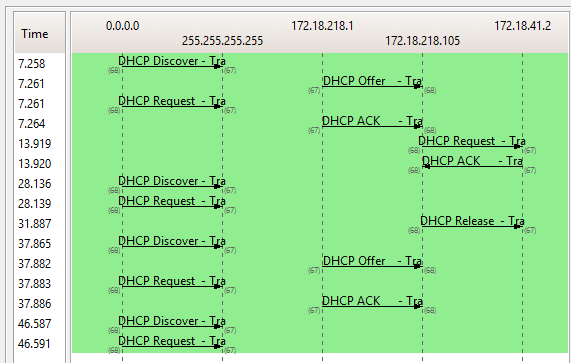 Time 0.0.0.0 255.255.255.255 172.18.218.1 172.18.218.105 172.18.41.2
7.258 (68) DHCP Discover - Tra (67)
7.261 (67) DHCP Offer - Tra (68)
7.261 (68) DHCP Request - Tra (67)
7.264 (67) DHCP ACK - Tra (68)
13.919 (68) DHCP Request - Tra (67)
13.920 (68) DHCP ACK - Tra (67)
28.136 (68) DHCP Discover - Tra (67)
28.139 (68) DHCP Request - Tra (67)
31.887 (68) DHCP Release - Tra (67)
37.865 (68) DHCP Discover - Tra (67)
37.882 (67) DHCP Offer - Tra (68)
37.883 (68) DHCP Request - Tra (67)
37.886 (67) DHCP ACK - Tra (68)
46.587 (68) DHCP Discover - Tra (67)
46.591 (68) DHCP Request - Tra (67)